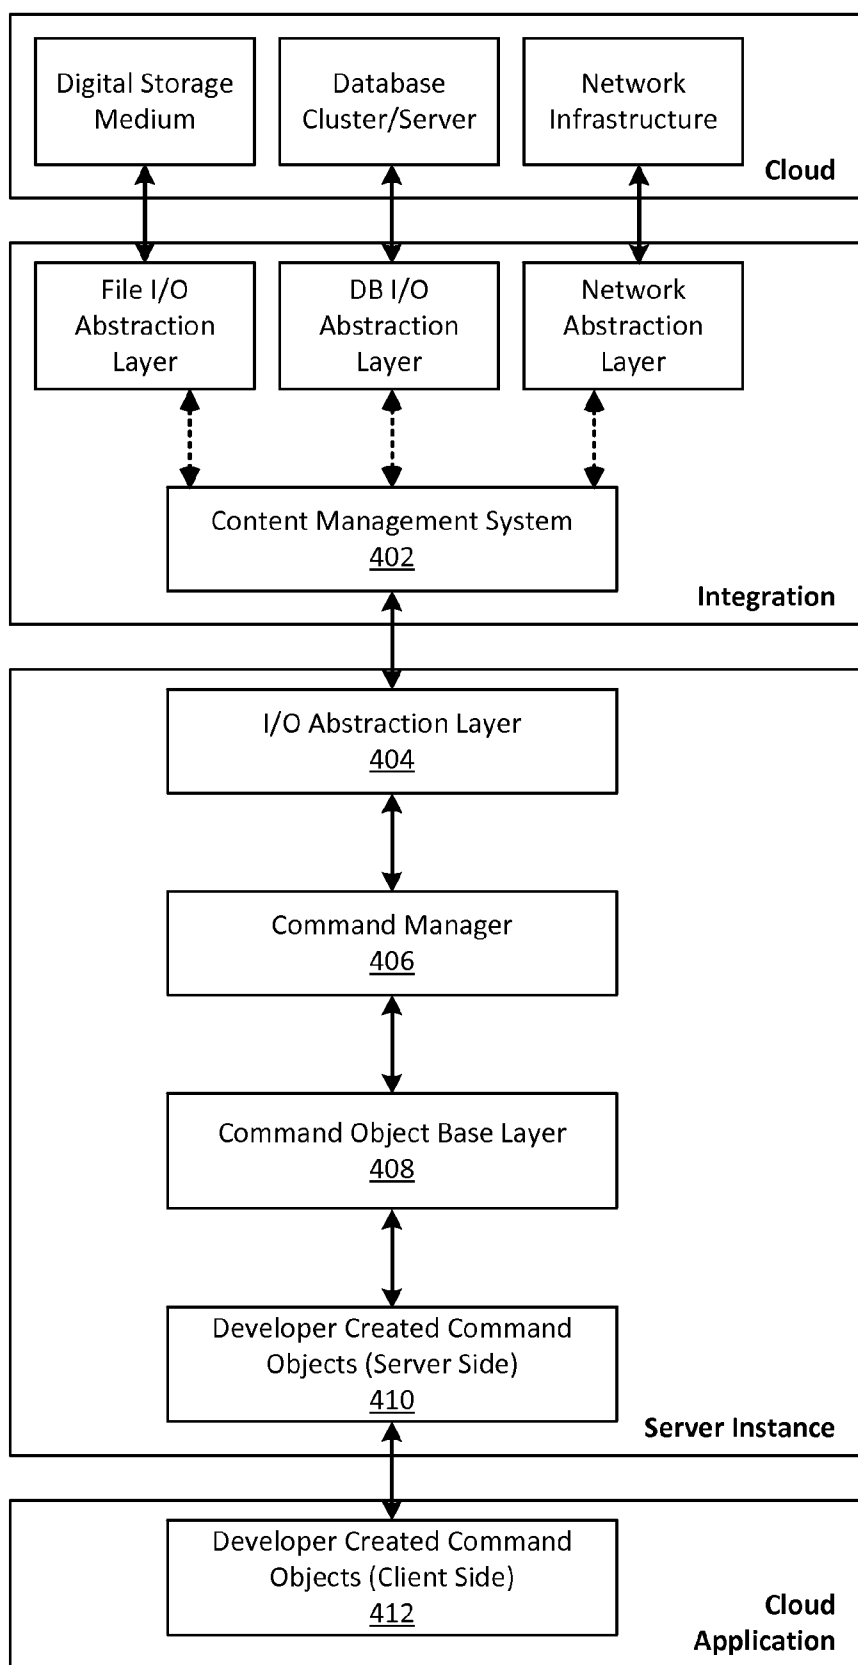 Digital Storage
Medium
Database
Cluster/Server
Network
Infrastructure
Cloud
File I/O
Abstraction
Layer
DB I/O
Abstraction
Layer
Network
Abstraction
Layer
Content Management System
402
Integration
I/O Abstraction Layer
404
Command Manager
406
Command Object Base Layer
408
Developer Created Command
Objects (Server Side)
410
Server Instance
Developer Created Command
Objects (Client Side)
412
Cloud
Application